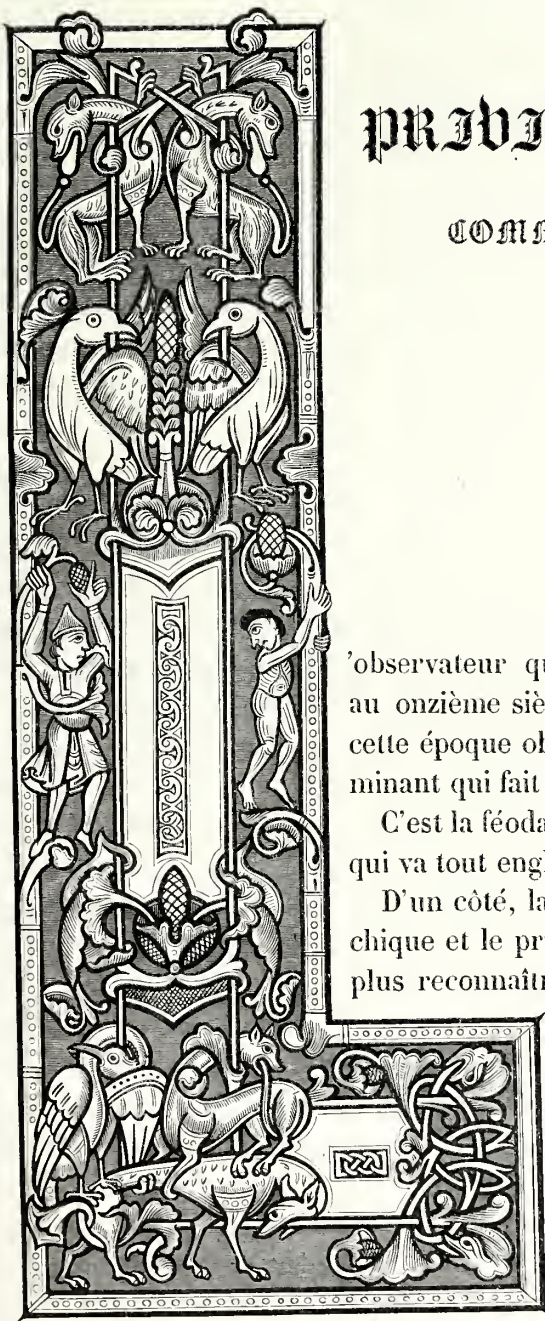 PRIVI
COMM
L'observateur qu
au onzième siè
cette époque ob
minant qui fait
C'est la féoda
qui va tout engl
D'un côté, la
chique et le pr
plus reconnaîtr